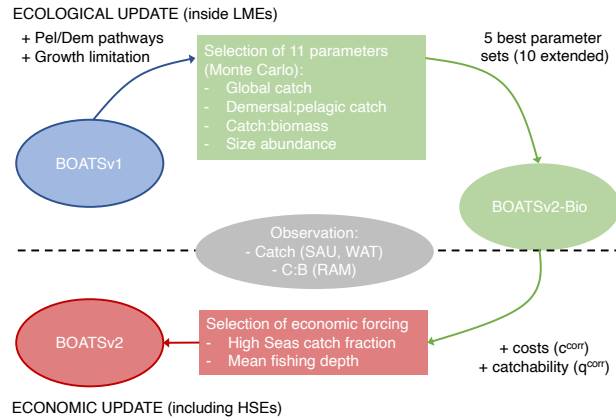 ECOLOGICAL UPDATE (inside LMEs)
+ Pel/Dem pathways
+ Growth limitation
Selection of 11 parameters
(Monte Carlo):
- Global catch
- Demersal:pelagic catch
- Catch:biomass
- Size abundance
5 best parameter
sets (10 extended)
BOATSv1
BOATSv2-Bio
Observation:
- Catch (SAU, WAT)
- C:B (RAM)
BOATSv2
Selection of economic forcing
- High Seas catch fraction
- Mean fishing depth
+ costs (c^corr)
+ catchability (q^corr)
ECONOMIC UPDATE (including HSEs)